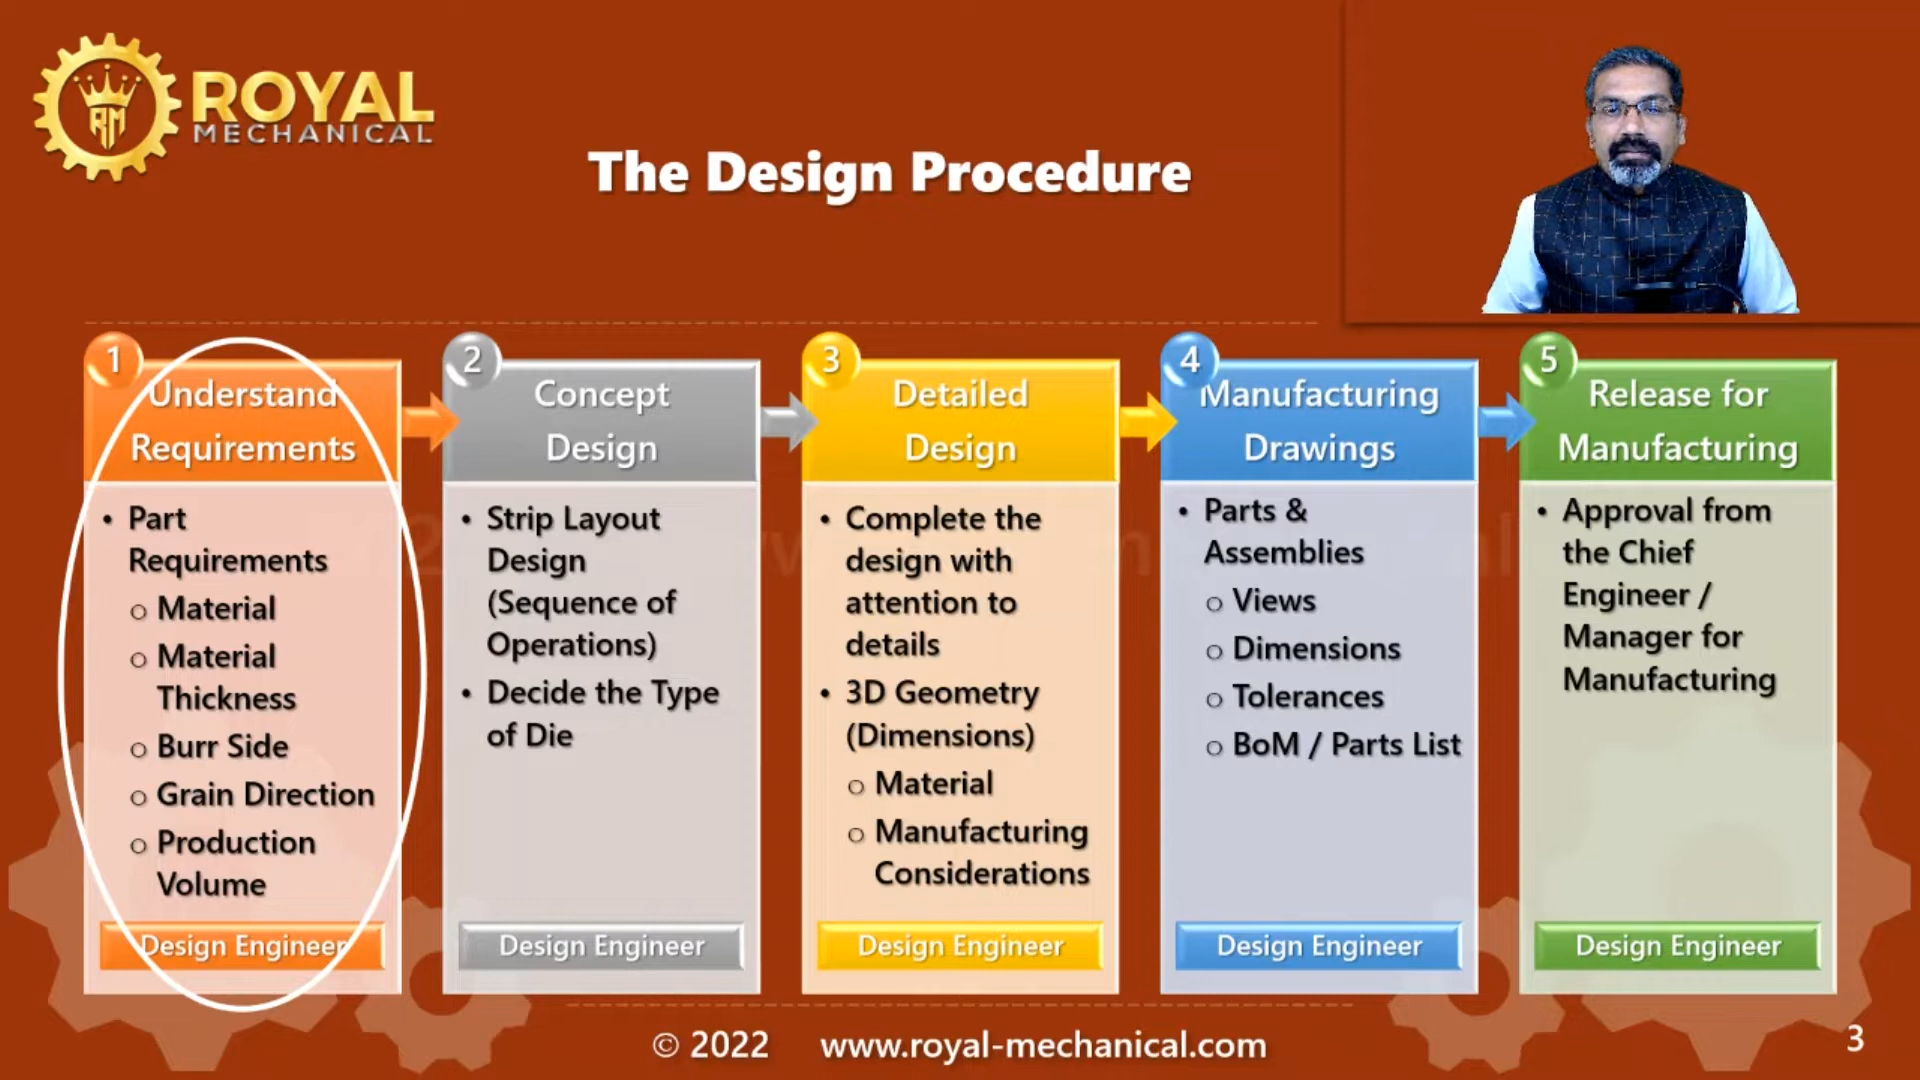 RM
ROYAL
MECHANICAL
The Design Procedure
1
Understand
Requirements
• Part
Requirements
o Material
o Material
Thickness
o Burr Side
o Grain Direction
o Production
Volume
Design Engineer
2
Concept
Design
• Strip Layout
Design
(Sequence of
Operations)
• Decide the Type
of Die
Design Engineer
3
Detailed
Design
• Complete the
design with
attention to
details
• 3D Geometry
(Dimensions)
o Material
o Manufacturing
Considerations
Design Engineer
4
Manufacturing
Drawings
• Parts &
Assemblies
o Views
o Dimensions
o Tolerances
o BoM / Parts List
Design Engineer
5
Release for
Manufacturing
• Approval from
the Chief
Engineer /
Manager for
Manufacturing
Design Engineer
© 2022 www.royal-mechanical.com
3